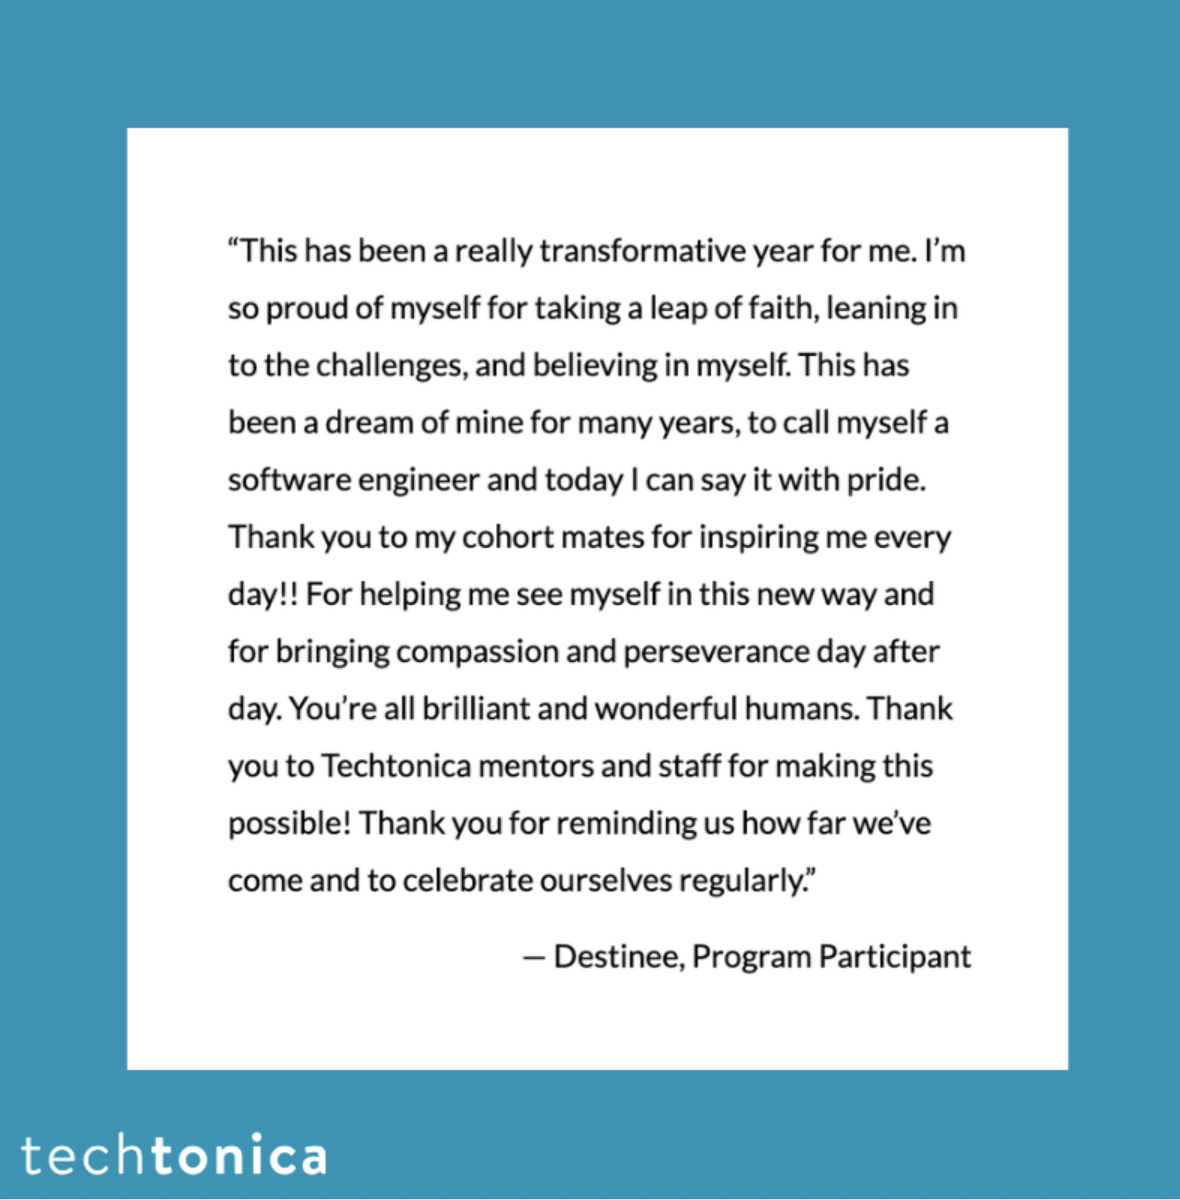 “This has been a really transformative year for me. I’m
so proud of myself for taking a leap of faith, leaning in
to the challenges, and believing in myself. This has
been a dream of mine for many years, to call myself a
software engineer and today I can say it with pride.
Thank you to my cohort mates for inspiring me every
day!! For helping me see myself in this new way and
for bringing compassion and perseverance day after
day. You’re all brilliant and wonderful humans. Thank
you to Techtonica mentors and staff for making this
possible! Thank you for reminding us how far we’ve
come and to celebrate ourselves regularly.”
— Destinee, Program Participant
techtonica